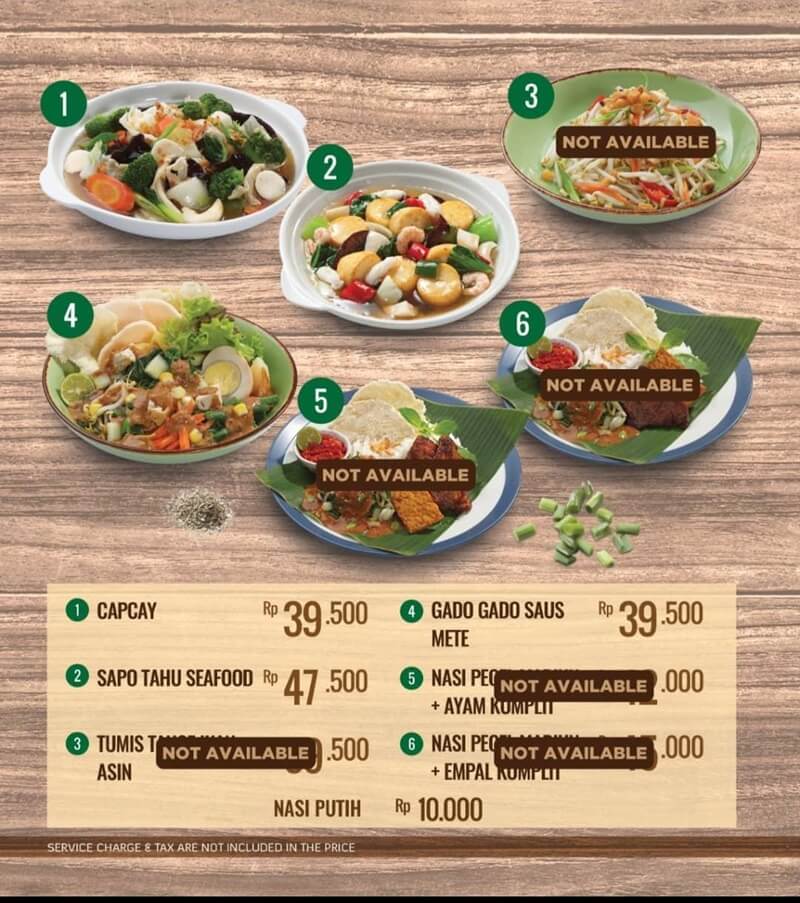 1
2
3
NOT AVAILABLE
4
5
NOT AVAILABLE
6
NOT AVAILABLE
1 CAPCAY Rp 39.500
2 SAPO TAHU SEAFOOD Rp 47.500
3 TUMIS NOT AVAILABLE .500
ASIN
4 GADO GADO SAUS Rp 39.500
METE
5 NASI NOT AVAILABLE .000
+ AYAM KOMPLIT
6 NASI NOT AVAILABLE .000
+ EMPAL KOMPLIT
NASI PUTIH Rp 10.000
SERVICE CHARGE & TAX ARE NOT INCLUDED IN THE PRICE